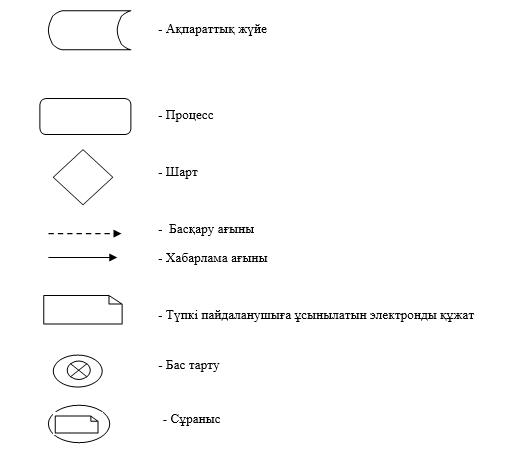 - Ақпараттық жүйе
- Процесс
- Шарт
- Басқару ағыны
- Хабарлама ағыны
- Түпкі пайдаланушыға ұсынылатын электронды құжат
- Бас тарту
- Сұраныс